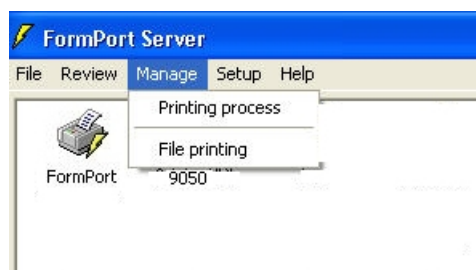 FormPort Server
File Review Manage Setup Help
Printing process
File printing
FormPort 9050